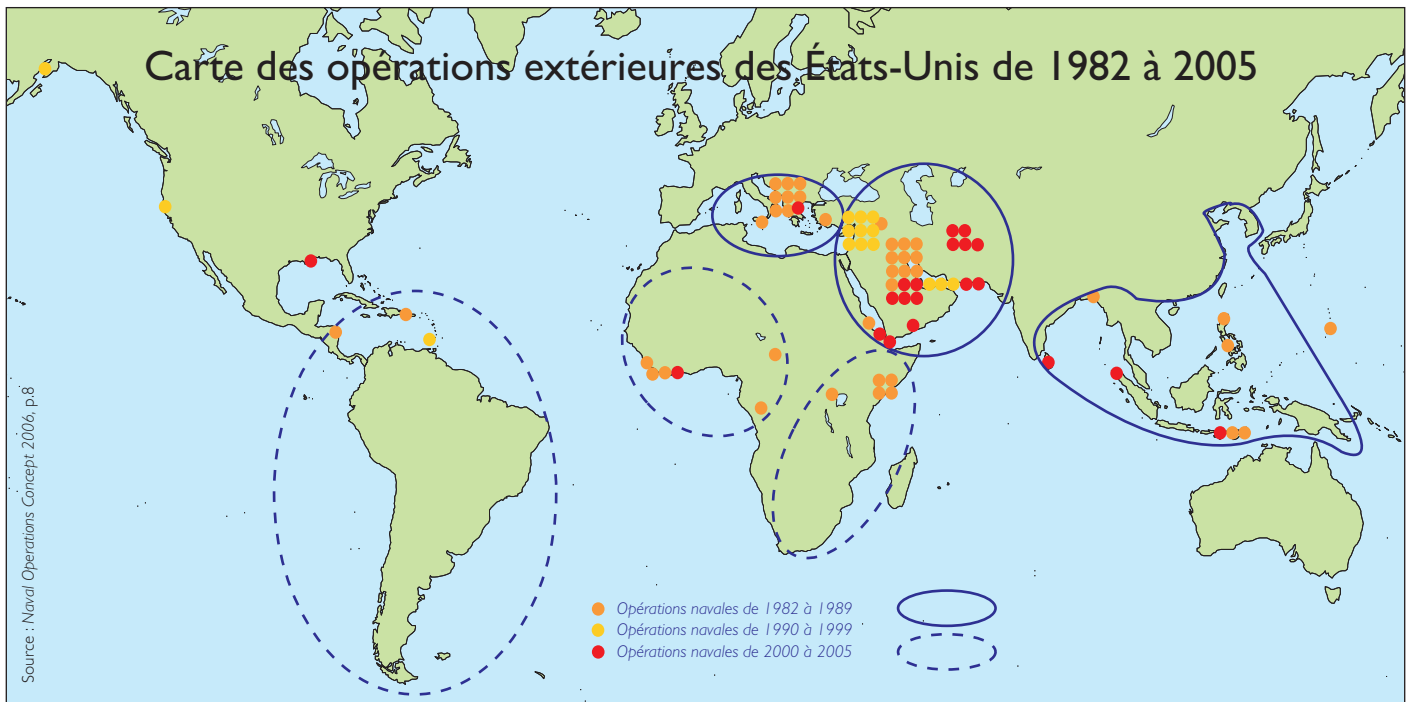 Carte des opérations extérieures des États-Unis de 1982 à 2005
Source : Naval Operations Concept 2006, p.8
Opérations navales de 1982 à 1989
Opérations navales de 1990 à 1999
Opérations navales de 2000 à 2005